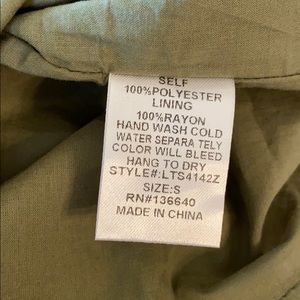 SELF
100%POLYESTER
LINING
100%RAYON
HAND WASH COLD
WATER SEPARA TELY
COLOR WILL BLEED
HANG TO DRY
STYLE#:LTS4142Z
SIZE:S
RN#136640
MADE IN CHINA